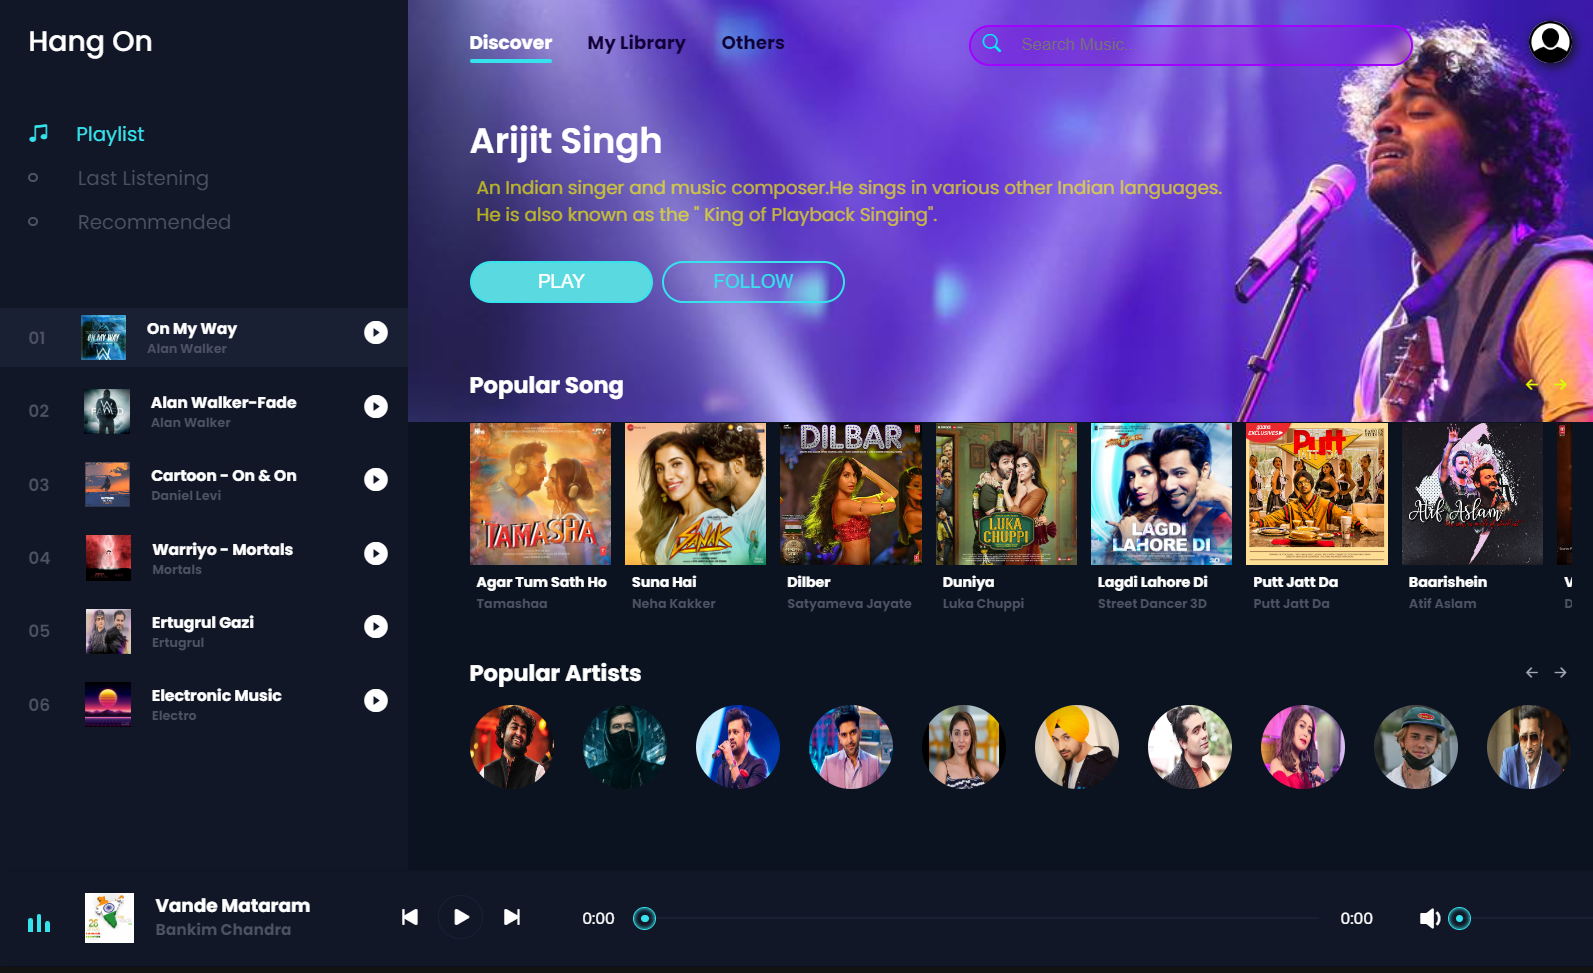 Hang On
Discover
My Library
Others
Search Music..
Playlist
Last Listening
Recommended
Arijit Singh
An Indian singer and music composer.He sings in various other Indian languages.
He is also known as the " King of Playback Singing".
PLAY
FOLLOW
01
On My Way
Alan Walker
02
Alan Walker-Fade
Alan Walker
03
Cartoon - On & On
Daniel Levi
04
Warriyo - Mortals
Mortals
05
Ertugrul Gazi
Ertugrul
06
Electronic Music
Electro
Popular Song
TAMASHA
SANAK
DILBAR
LUKA
CHUPPI
LAGDI
LAHORE DI
Putt
Atif Aslam
Agar Tum Sath Ho
Tamashaa
Suna Hai
Neha Kakker
Dilber
Satyameva Jayate
Duniya
Luka Chuppi
Lagdi Lahore Di
Street Dancer 3D
Putt Jatt Da
Putt Jatt Da
Baarishein
Atif Aslam
V
D
Popular Artists
Vande Mataram
Bankim Chandra
0:00
0:00